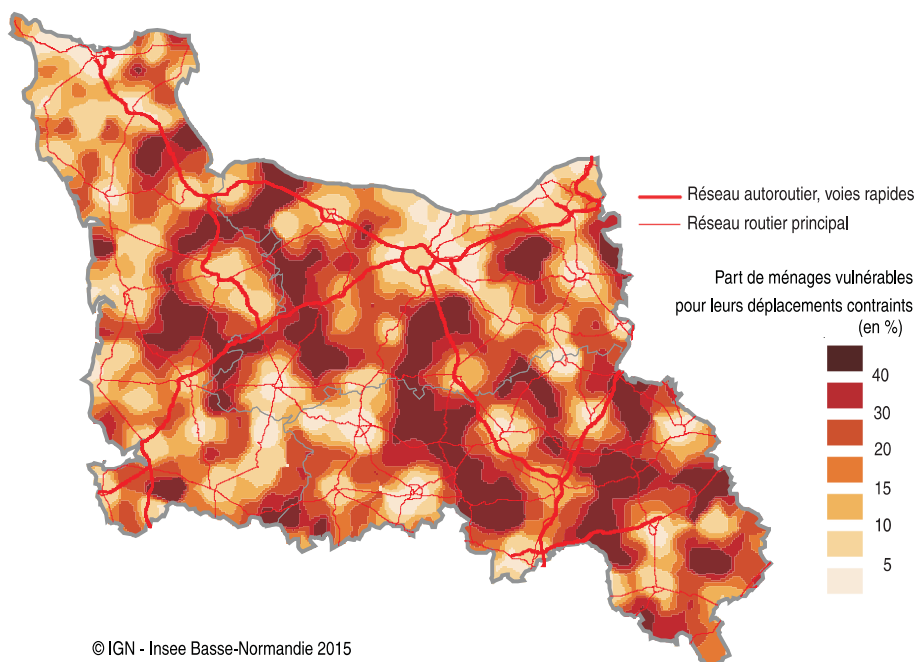 Réseau autoroutier, voies rapides
Réseau routier principal
Part de ménages vulnérables
pour leurs déplacements contraints
(en %)
40
30
20
15
10
5
© IGN - Insee Basse-Normandie 2015